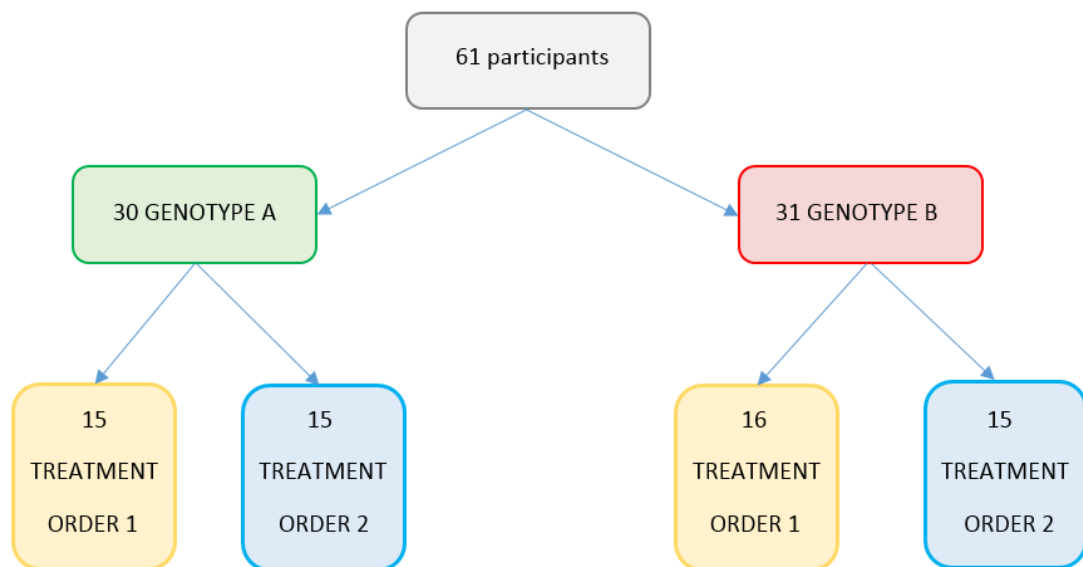 61 participants
30 GENOTYPE A
31 GENOTYPE B
15
TREATMENT
ORDER 1
15
TREATMENT
ORDER 2
16
TREATMENT
ORDER 1
15
TREATMENT
ORDER 2